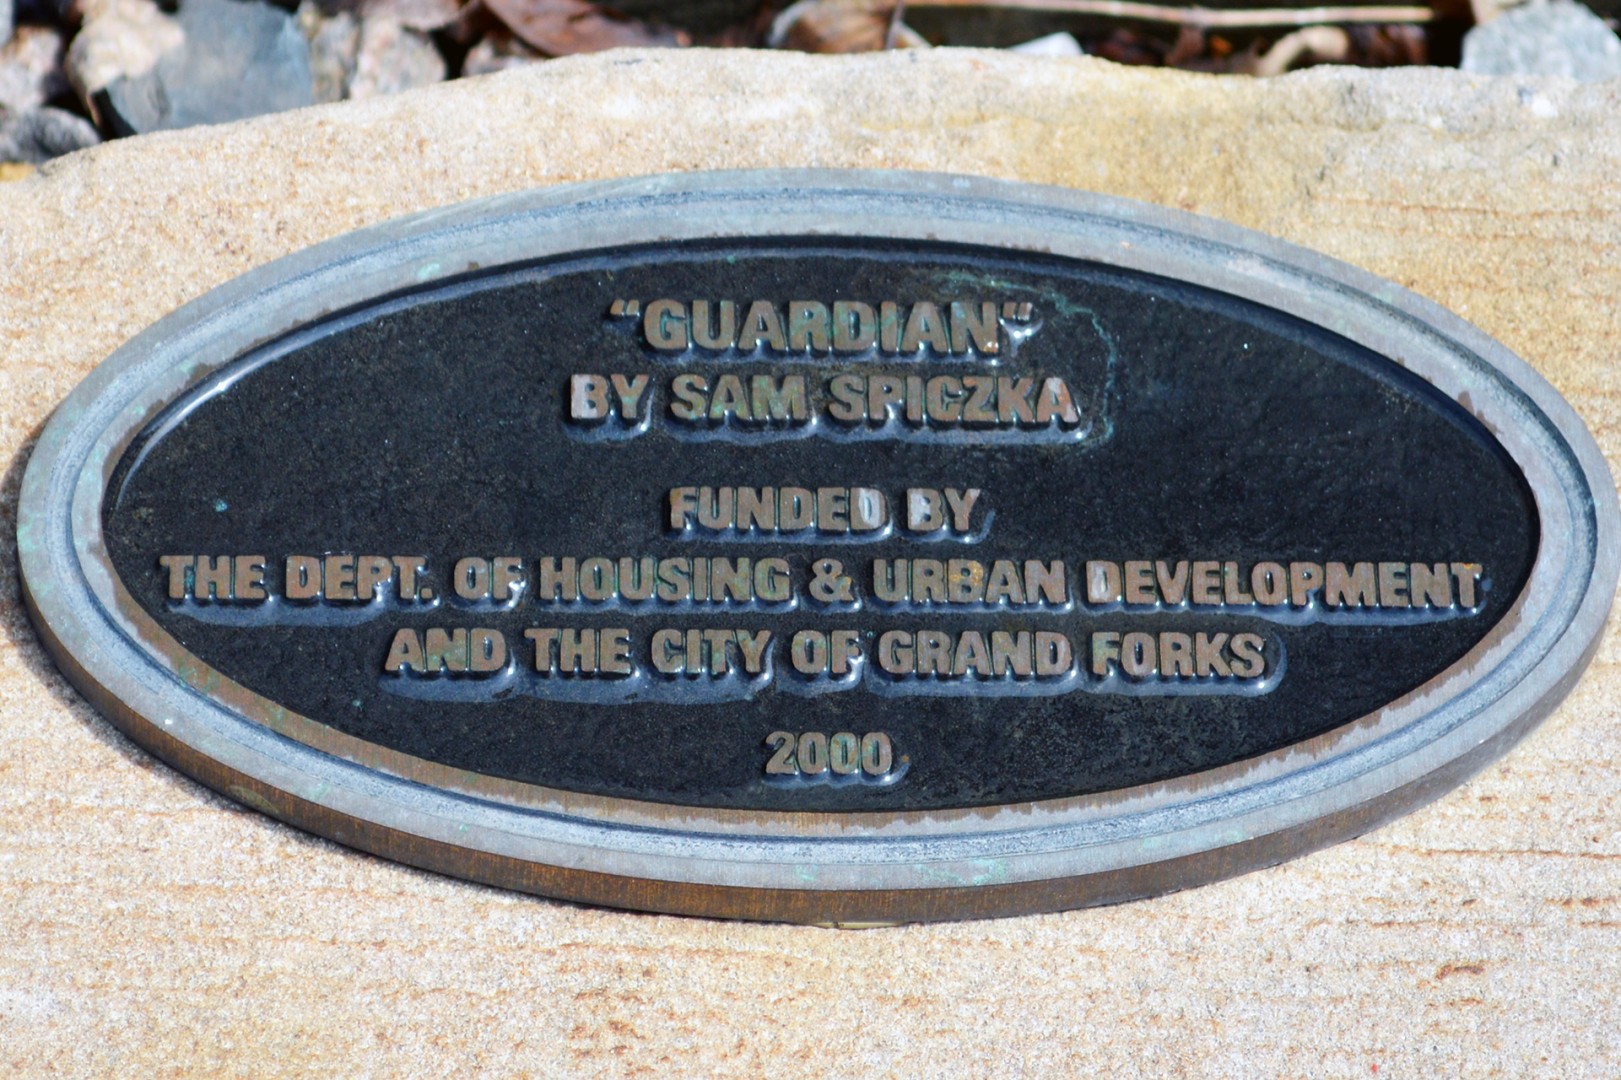 “GUARDIAN”
BY SAM SPICZKA
FUNDED BY
THE DEPT. OF HOUSING & URBAN DEVELOPMENT
AND THE CITY OF GRAND FORKS
2000